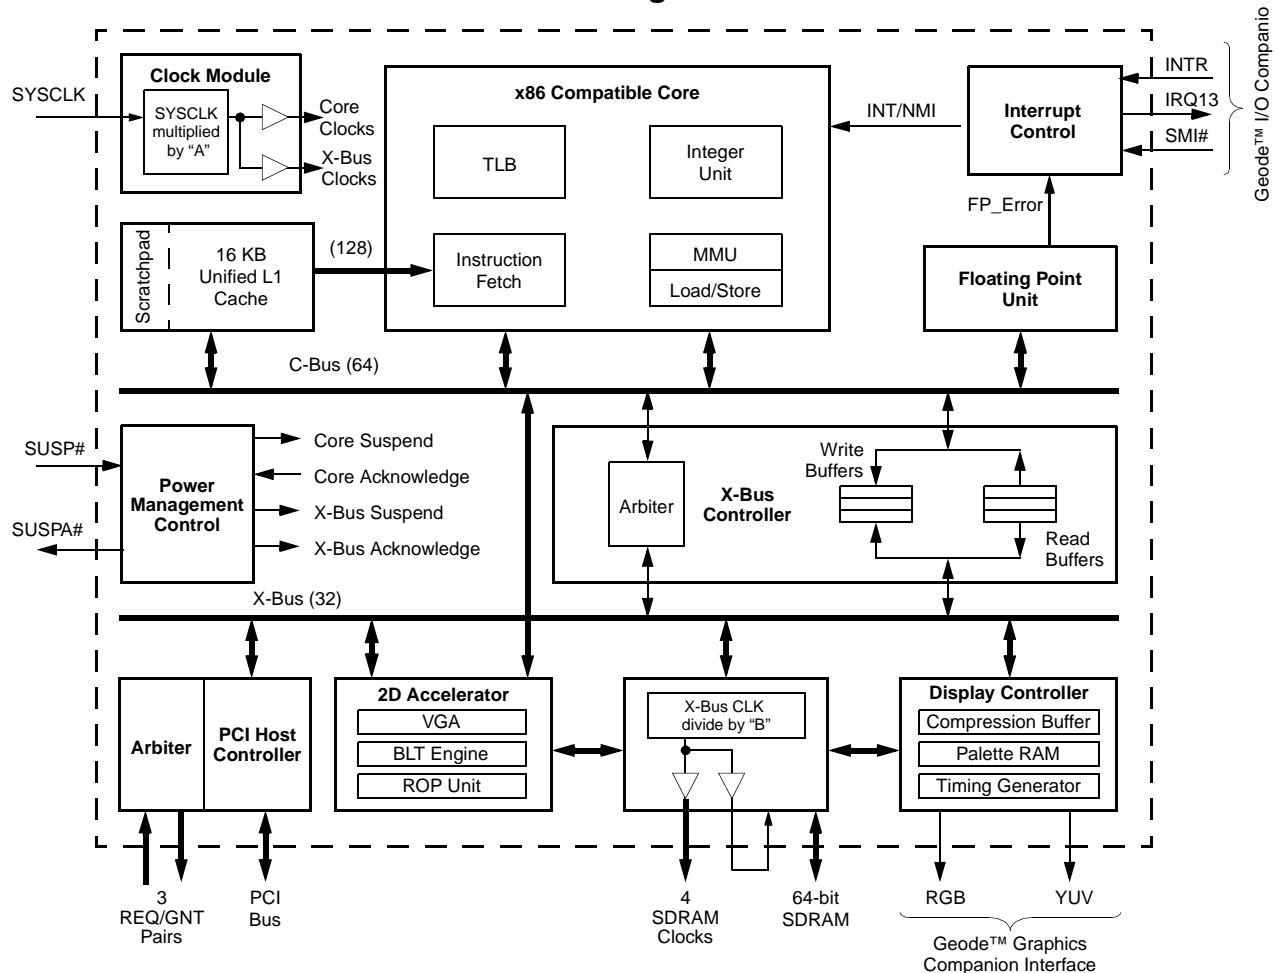 Clock Module
SYSCLK
SYSCLK
multiplied
by “A”
Core
Clocks
X-Bus
Clocks
x86 Compatible Core
TLB
Integer
Unit
Instruction
Fetch
MMU
Load/Store
INT/NMI
Interrupt
Control
INTR
IRQ13
SMI#
Geode™ I/O Companio
FP_Error
Floating Point
Unit
Scratchpad
16 KB
Unified L1
Cache
(128)
C-Bus (64)
SUSP#
SUSPA#
Power
Management
Control
Core Suspend
Core Acknowledge
X-Bus Suspend
X-Bus Acknowledge
Arbiter
X-Bus
Controller
Write
Buffers
Read
Buffers
X-Bus (32)
Arbiter
PCI Host
Controller
2D Accelerator
VGA
BLT Engine
ROP Unit
X-Bus CLK
divide by “B”
Display Controller
Compression Buffer
Palette RAM
Timing Generator
3
REQ/GNT
Pairs
PCI
Bus
4
SDRAM
Clocks
64-bit
SDRAM
RGB
YUV
Geode™ Graphics
Companion Interface